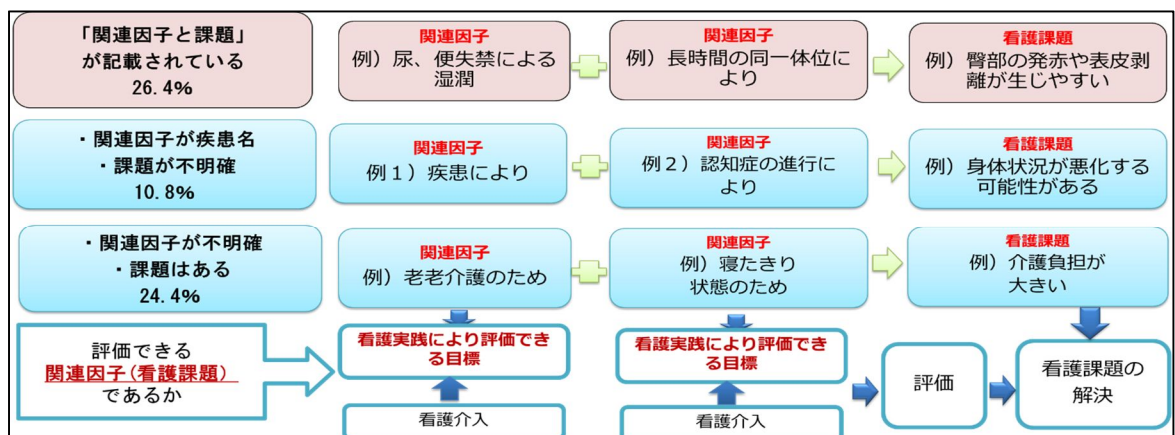 「関連因子と課題」
が記載されている
26.4%
関連因子
例）尿、便失禁による
湿潤
関連因子
例）長時間の同一体位に
より
看護課題
例）臀部の発赤や表皮剥
離が生じやすい
・関連因子が疾患名
・課題が不明確
10.8%
関連因子
例１）疾患により
関連因子
例２）認知症の進行に
より
看護課題
例）身体状況が悪化する
可能性がある
・関連因子が不明確
・課題はある
24.4%
関連因子
例）老老介護のため
関連因子
例）寝たきり
状態のため
看護課題
例）介護負担が
大きい
評価できる
関連因子(看護課題)
であるか
看護実践により評価でき
る目標
看護介入
看護実践により評価でき
る目標
看護介入
評価
看護課題の
解決